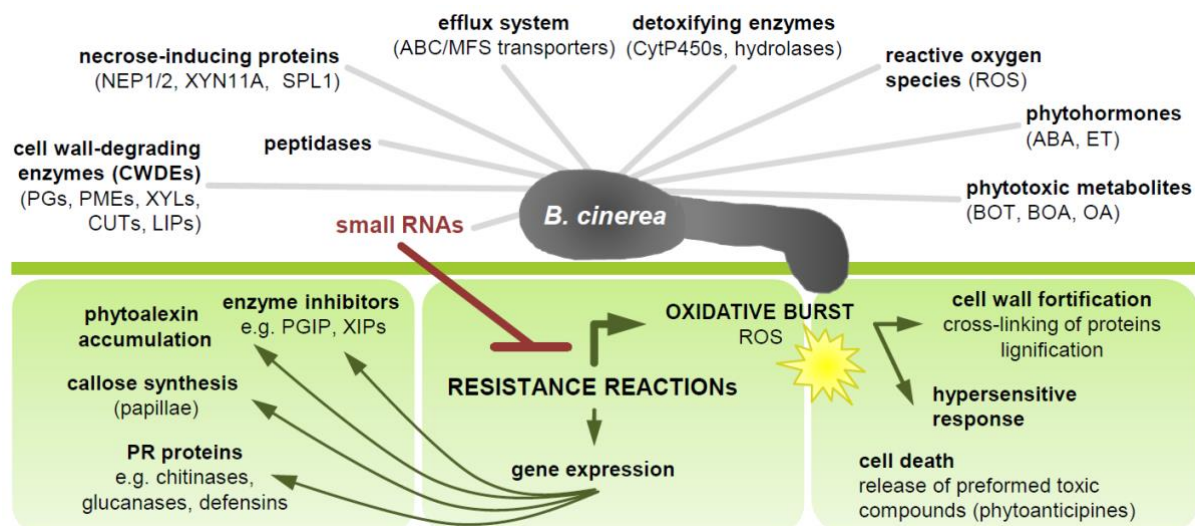 efflux system
(ABC/MFS transporters)
detoxifying enzymes
(CytP450s, hydrolases)
necrose-inducing proteins
(NEP1/2, XYN11A, SPL1)
reactive oxygen
species (ROS)
phytohormones
(ABA, ET)
peptidases
cell wall-degrading
enzymes (CWDEs)
(PGs, PMEs, XYLs,
CUTs, LIPs)
phytotoxic metabolites
(BOT, BOA, OA)
B. cinerea
small RNAs
phytoalexin
accumulation
enzyme inhibitors
e.g. PGIP, XIPs
callose synthesis
(papillae)
PR proteins
e.g. chitinases,
glucanases, defensins
OXIDATIVE BURST
ROS
RESISTANCE REACTIONs
gene expression
cell wall fortification
cross-linking of proteins
lignification
hypersensitive
response
cell death
release of preformed toxic
compounds (phytoanticipines)